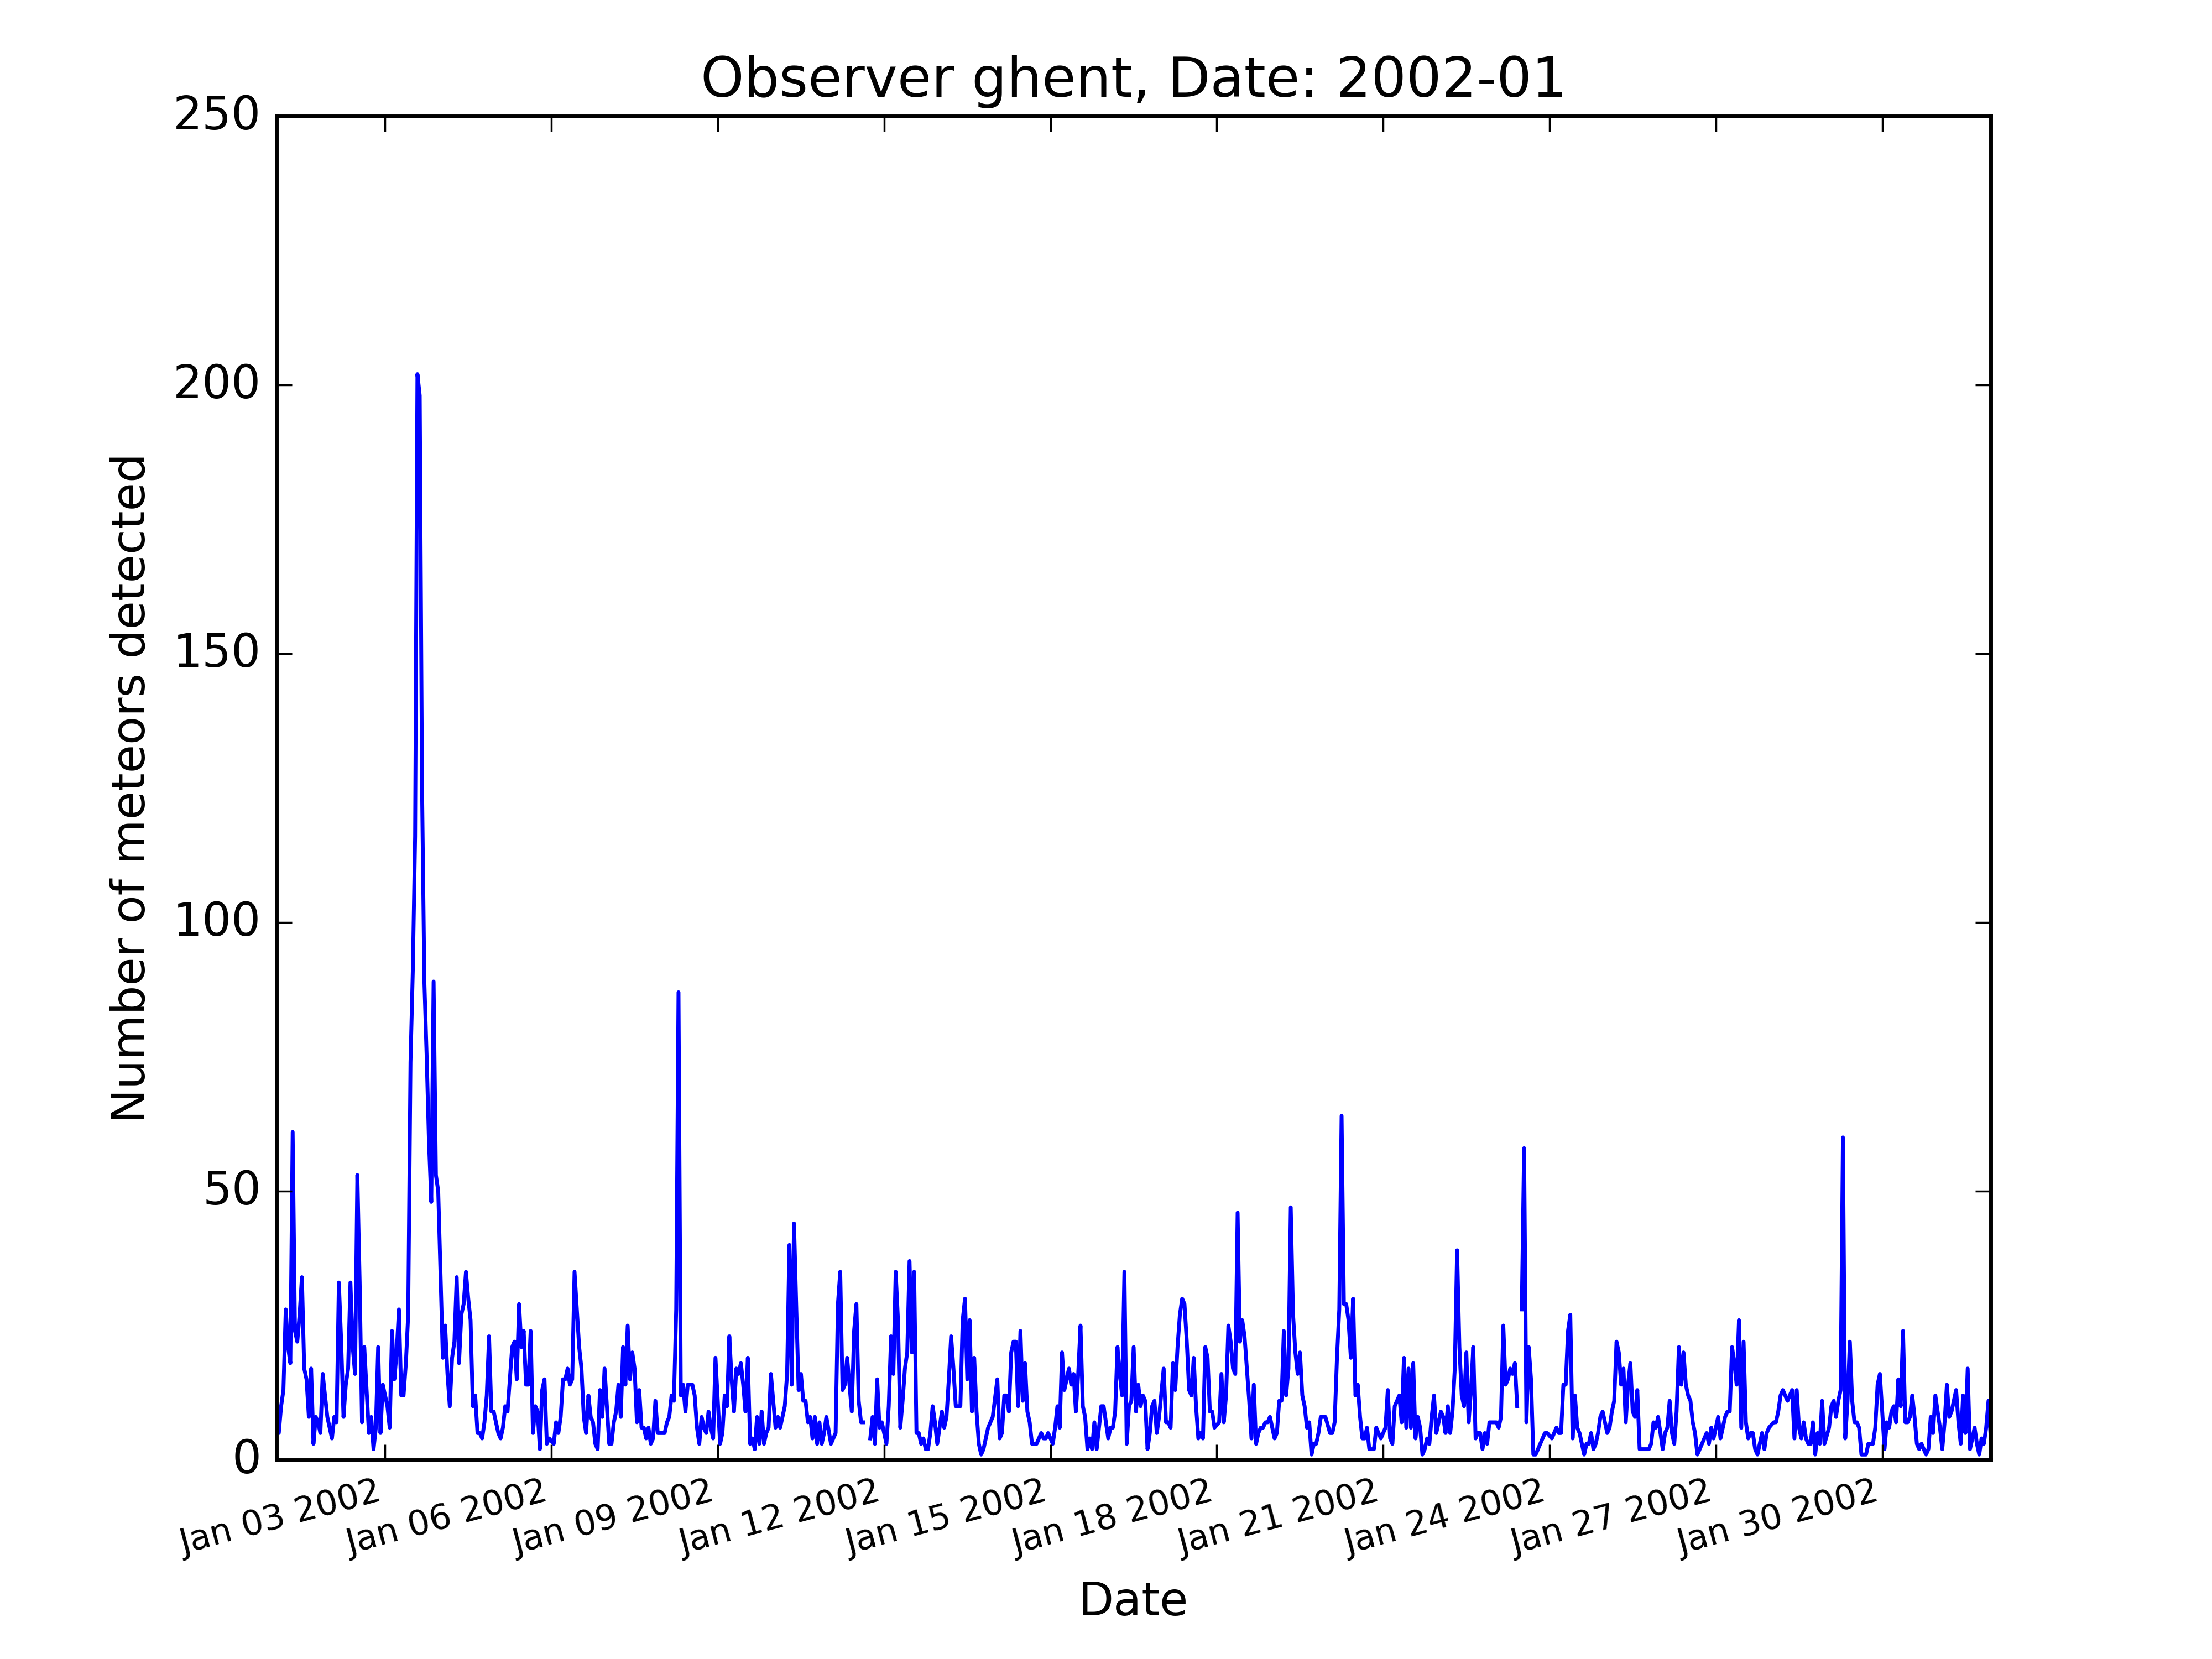 Observer ghent, Date: 2002-01
Number of meteors detected
250
200
150
100
50
0
Jan 03 2002
Jan 06 2002
Jan 09 2002
Jan 12 2002
Jan 15 2002
Jan 18 2002
Jan 21 2002
Jan 24 2002
Jan 27 2002
Jan 30 2002
Date